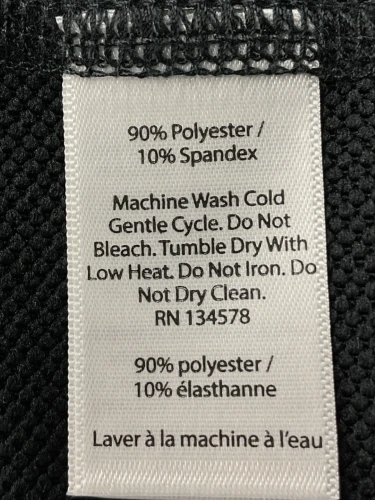 90% Polyester /
10% Spandex
Machine Wash Cold
Gentle Cycle. Do Not
Bleach. Tumble Dry With
Low Heat. Do Not Iron. Do
Not Dry Clean.
RN 134578
90% polyester /
10% élasthanne
Laver à la machine à l'eau